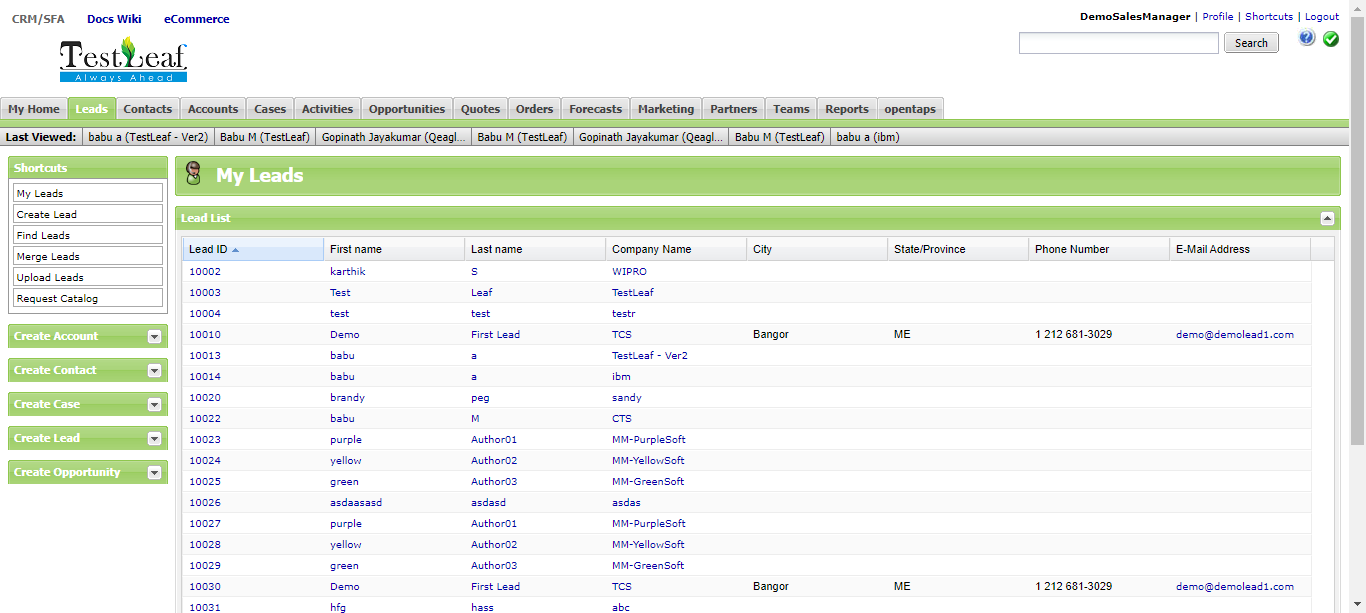 CRM/SFA Docs Wiki eCommerce
DemoSalesManager | Profile | Shortcuts | Logout
TestLeaf
Always Ahead
Search
My Home Leads Contacts Accounts Cases Activities Opportunities Quotes Orders Forecasts Marketing Partners Teams Reports opentaps
Last Viewed: babu a (TestLeaf - Ver2) Babu M (TestLeaf) Gopinath Jayakumar (Qeagl... Babu M (TestLeaf) Gopinath Jayakumar (Qeagl... Babu M (TestLeaf) babu a (ibm)
Shortcuts
My Leads
Create Lead
Find Leads
Merge Leads
Upload Leads
Request Catalog
Create Account
Create Contact
Create Case
Create Lead
Create Opportunity
My Leads
Lead List
Lead ID First name Last name Company Name City State/Province Phone Number E-Mail Address
10002 karthik S WIPRO
10003 Test Leaf TestLeaf
10004 test test testr
10010 Demo First Lead TCS Bangor ME 1 212 681-3029 demo@demolead1.com
10013 babu a TestLeaf - Ver2
10014 babu a ibm
10020 brandy peg sandy
10022 babu M CTS
10023 purple Author01 MM-PurpleSoft
10024 yellow Author02 MM-YellowSoft
10025 green Author03 MM-GreenSoft
10026 asdaasasd asdasd asdas
10027 purple Author01 MM-PurpleSoft
10028 yellow Author02 MM-YellowSoft
10029 green Author03 MM-GreenSoft
10030 Demo First Lead TCS Bangor ME 1 212 681-3029 demo@demolead1.com
10031 hfg hass abc